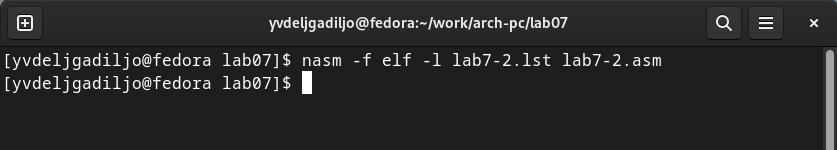 yvdeljgadiljo@fedora:~/work/arch-pc/lab07
[yvdeljgadiljo@fedora lab07]$ nasm -f elf -l lab7-2.lst lab7-2.asm
[yvdeljgadiljo@fedora lab07]$